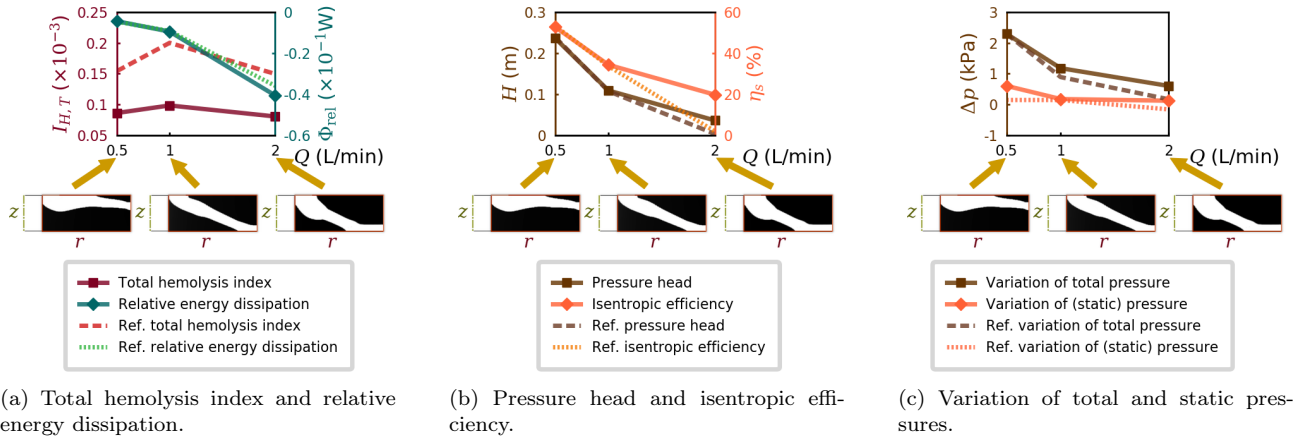 0.25
0.2
0.15
0.1
0.05
I_{H,T} (×10^{−3})
0
-0.2
-0.4
-0.6
Φ_{rel} (×10^{−1}W)
0.5
1
2
Q (L/min)
z
z
z
r
r
r
Total hemolysis index
Relative energy dissipation
Ref. total hemolysis index
Ref. relative energy dissipation
(a) Total hemolysis index and relative
energy dissipation.
0.3
0.2
0.1
0
H (m)
60
40
20
0
η_s (%)
0.5
1
2
Q (L/min)
z
z
z
r
r
r
Pressure head
Isentropic efficiency
Ref. pressure head
Ref. isentropic efficiency
(b) Pressure head and isentropic effi-
ciency.
3
2
1
0
-1
Δp (kPa)
0.5
1
2
Q (L/min)
z
z
z
r
r
r
Variation of total pressure
Variation of (static) pressure
Ref. variation of total pressure
Ref. variation of (static) pressure
(c) Variation of total and static pres-
sures.